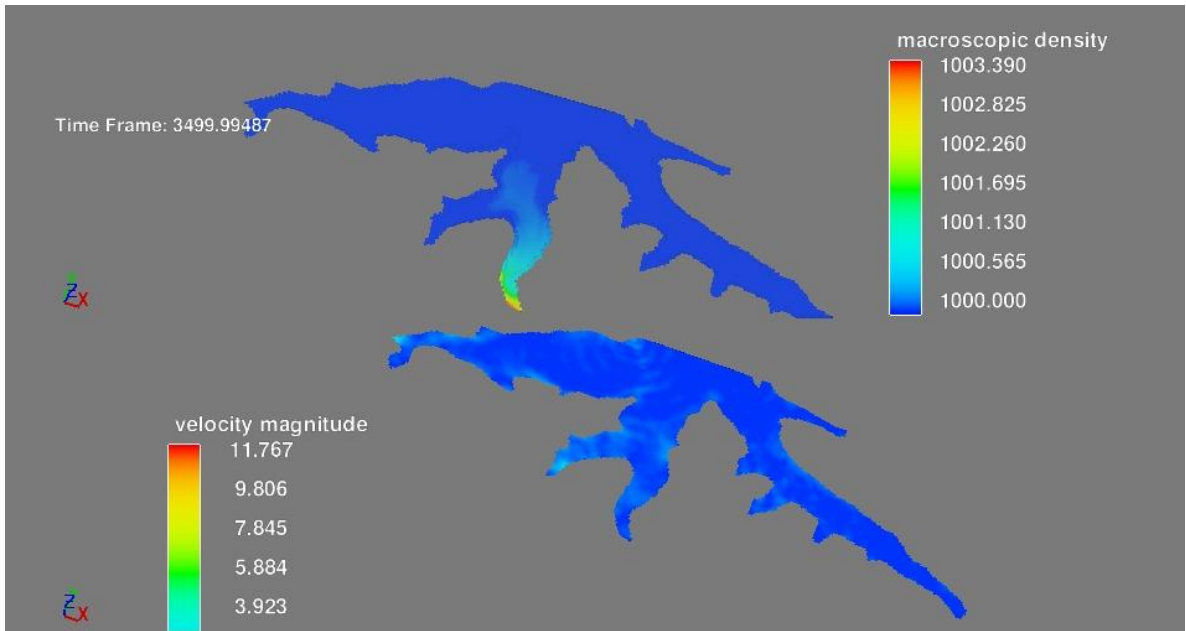 macroscopic density
1003.390
1002.825
Time Frame: 3499.99487
1002.260
1001.695
1001.130
1000.565
1000.000
Z
X
velocity magnitude
11.767
9.806
7.845
5.884
3.923
Z
X